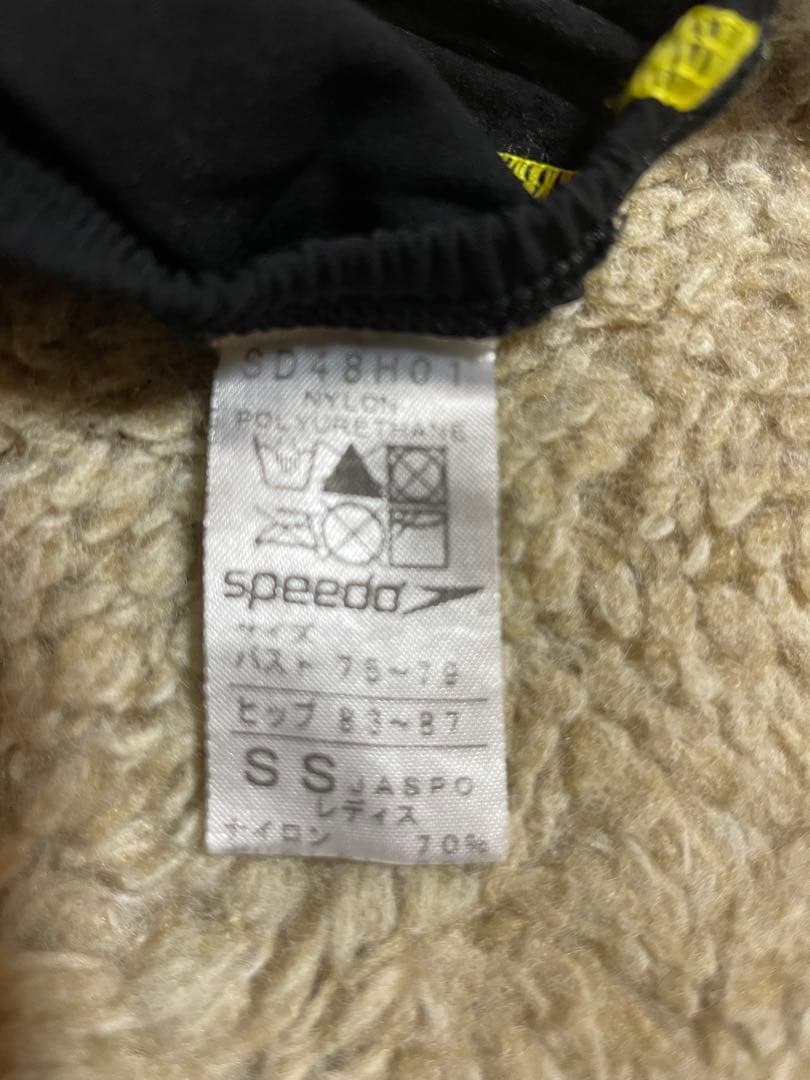 SD48H01
NYLON
POLYURETHANE
speedo
サイズ
バスト 75~79
ヒップ 83~87
SS JASPO
レディス
ナイロン 70%